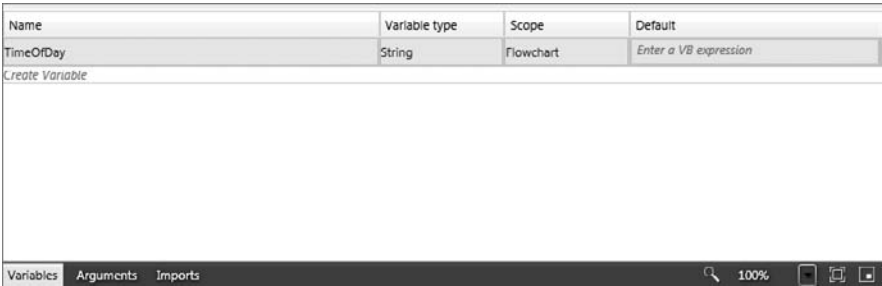 Name Variable type Scope Default
TimeOfDay String Flowchart Enter a VB expression
Create Variable
Variables Arguments Imports 100%